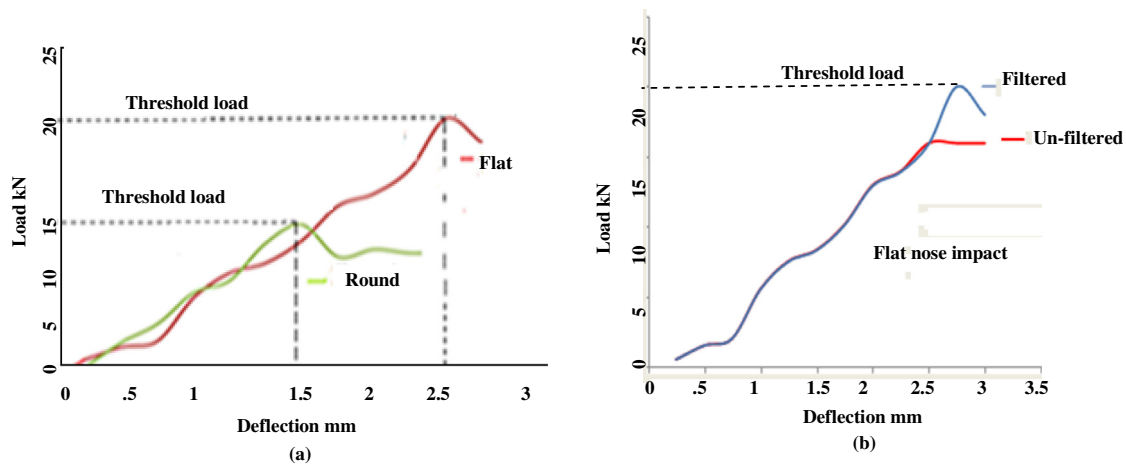 25
20
15
10
5
0
Load kN
Threshold load
Threshold load
Flat
Round
0 .5 1 1.5 2 2.5 3
Deflection mm
(a)
25
20
15
10
5
0
Load kN
Threshold load
Filtered
Un-filtered
Flat nose impact
0 .5 1 1.5 2 2.5 3 3.5
Deflection mm
(b)